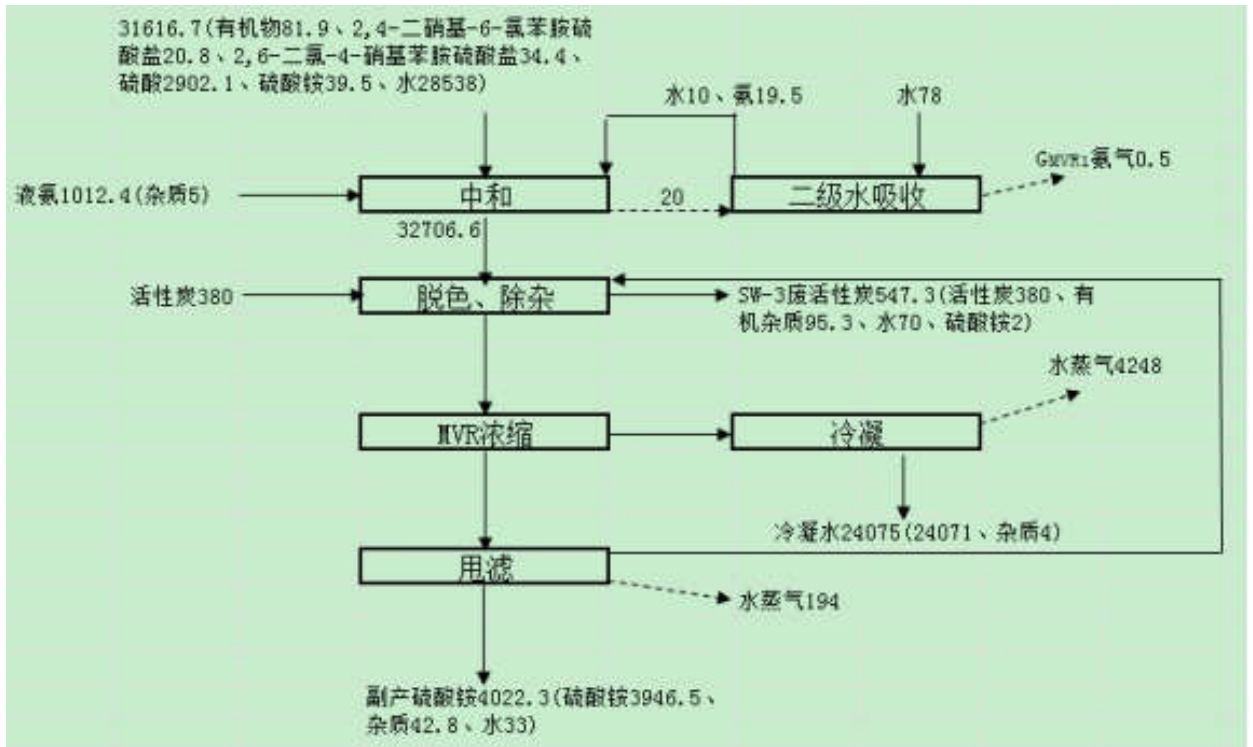 31616.7(有机物81.9、2,4-二硝基-6-氯苯胺硫
酸盐20.8、2,6-二氯-4-硝基苯胺硫酸盐34.4、
硫酸2902.1、硫酸铵39.5、水28538)
水10、氨19.5
水78
GMVR1氨气0.5
液氨1012.4(杂质5)
中和
20
二级水吸收
32706.6
活性炭380
脱色、除杂
SW-3废活性炭547.3(活性炭380、有
机杂质95.3、水70、硫酸铵2)
水蒸气4248
MVR浓缩
冷凝
冷凝水24075(24071、杂质4)
甩滤
水蒸气194
副产硫酸铵4022.3(硫酸铵3946.5、
杂质42.8、水33)